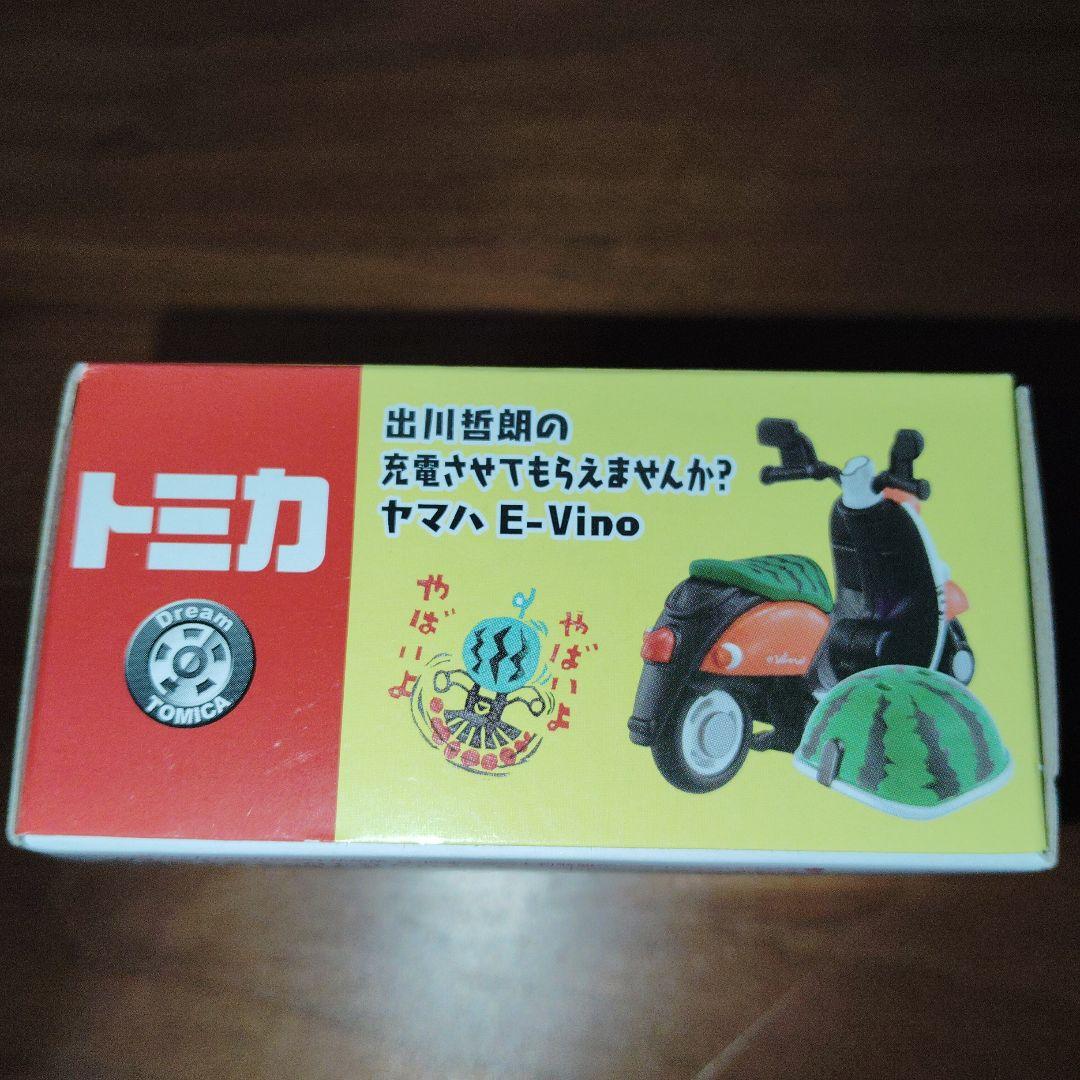 トミカ
Dream
TOMICA
出川哲朗の
充電させてもらえませんか?
ヤマハ E-Vino
やばいよ
やばいよ